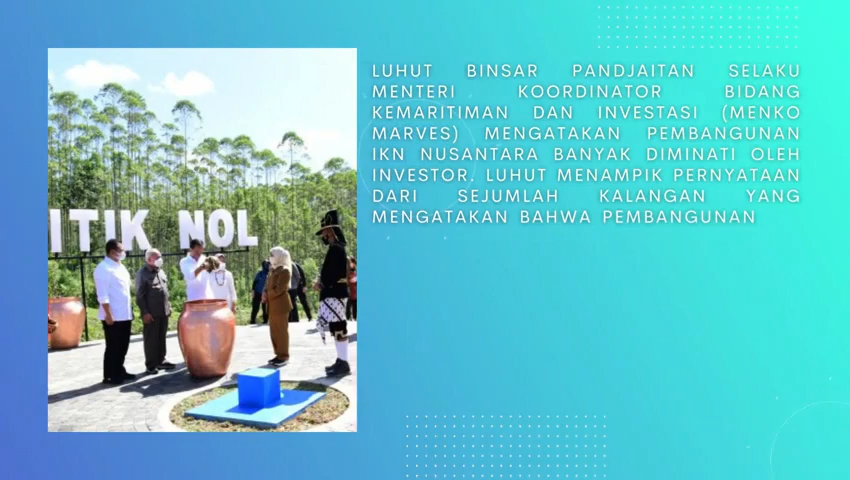 ITIK NOL
LUHUT BINSAR PANDJAITAN SELAKU
MENTERI KOORDINATOR BIDANG
KEMARITIMAN DAN INVESTASI (MENKO
MARVES) MENGATAKAN PEMBANGUNAN
IKN NUSANTARA BANYAK DIMINATI OLEH
INVESTOR. LUHUT MENAMPIK PERNYATAAN
DARI SEJUMLAH KALANGAN YANG
MENGATAKAN BAHWA PEMBANGUNAN